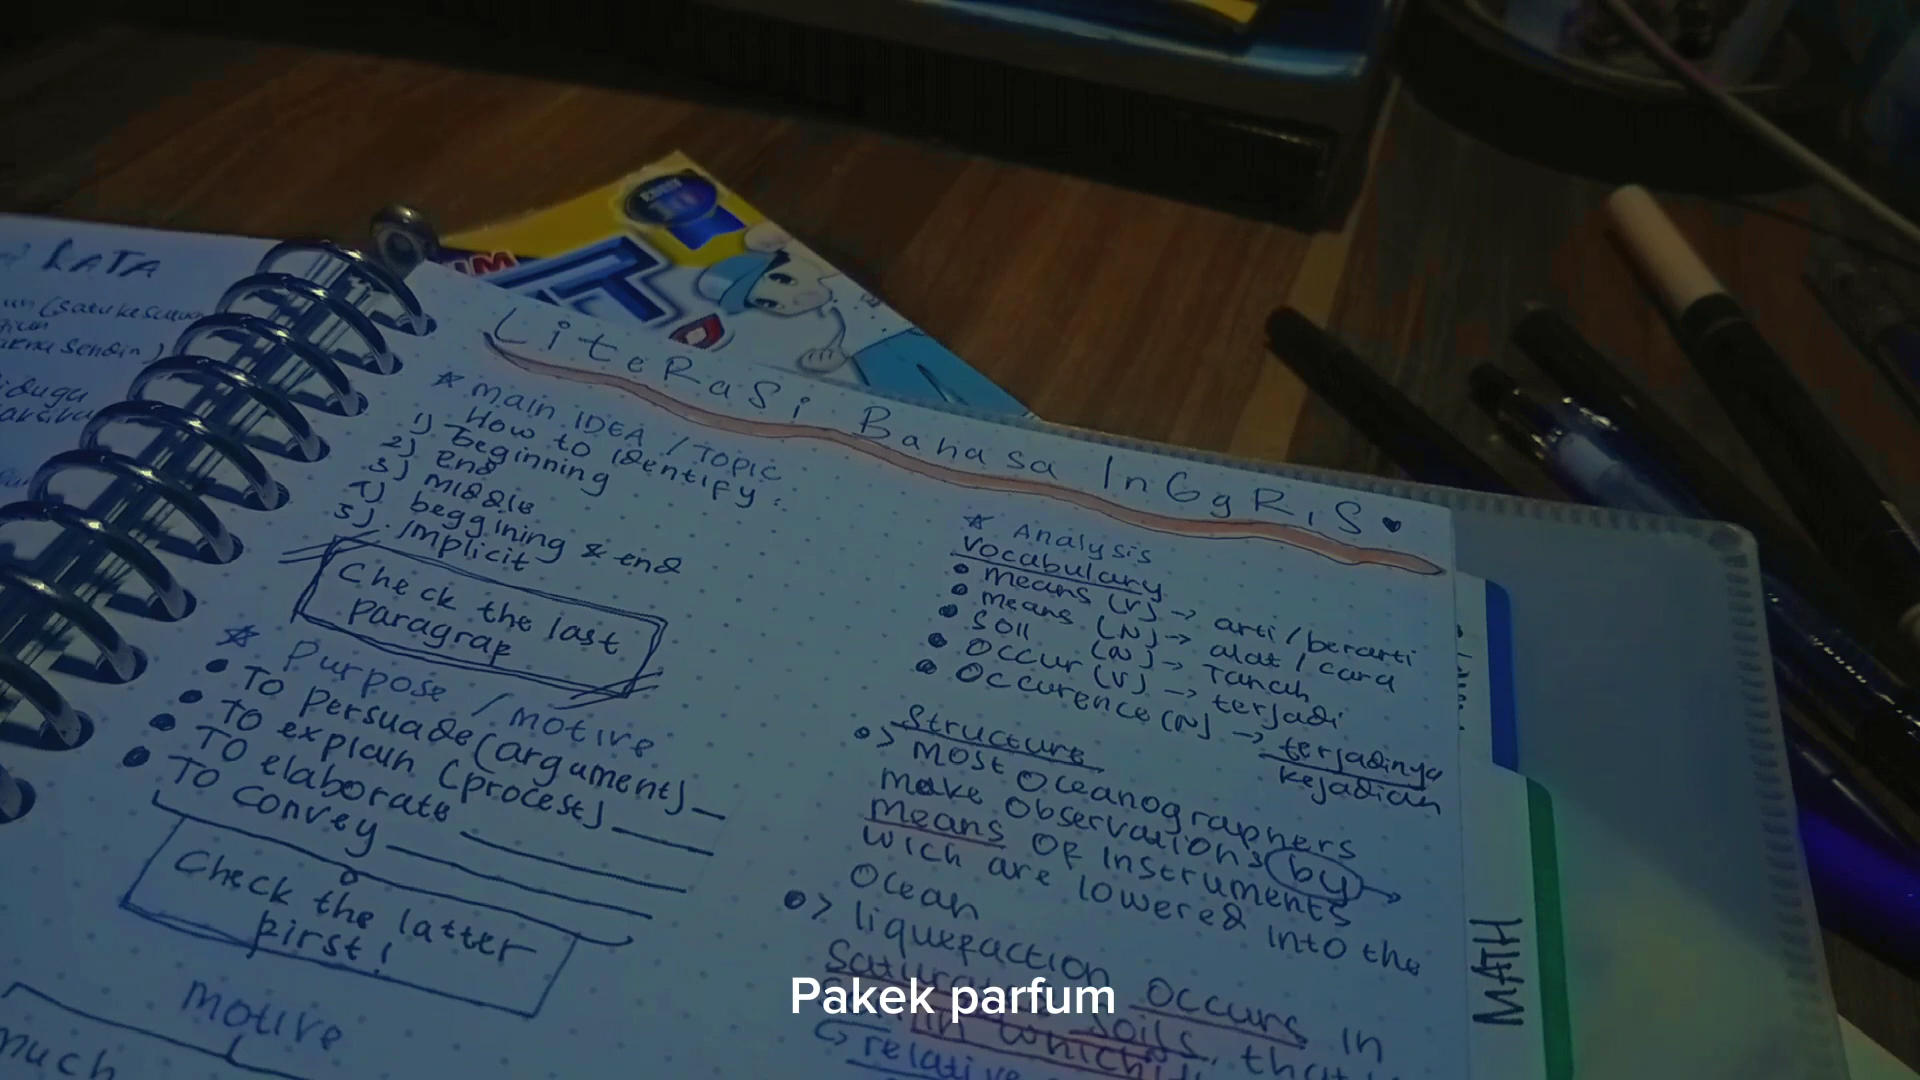 KATA
LiteRaSi Bahasa InGgRiS
☆ Main IDEA / TOPIC
How to identify :
1) beginning
2) end
3) middle
4) beggining & end
5) Implicit
Check the last
paragrap
☆ Purpose / motive
• To persuade (argument)
• To explain (process)
• To elaborate
• To convey
Check the latter
first!
motive
much
☆ Analysis
Vocabulary
• means (V) → arti / berarti
• means (N) → alat / cara
• soil (N) → Tanah
• occur (V) → terjadi
• Occurence (N) → terjadinya
kejadian
Structure
•> Most Oceanographers
make observations by →
means of instruments
wich are lowered into the
Ocean
•> liquefaction occurs in
Saturated soils, that
in which
↳ relative
MATH
Pakek parfum